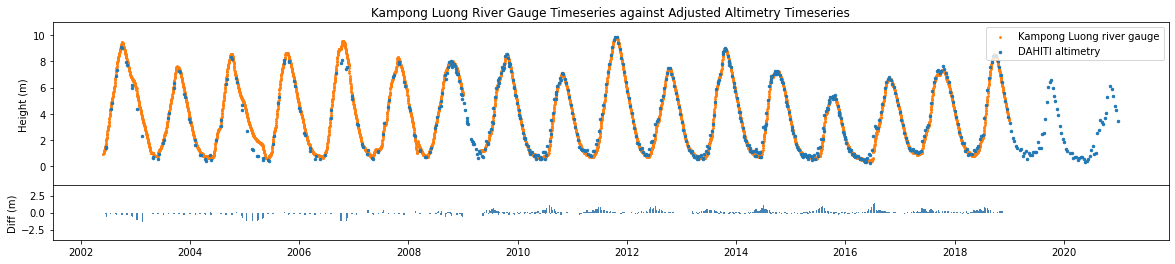 Kampong Luong River Gauge Timeseries against Adjusted Altimetry Timeseries
Height (m)
10
8
6
4
2
0
Kampong Luong river gauge
DAHITI altimetry
Diff (m)
2.5
0.0
−2.5
2002 2004 2006 2008 2010 2012 2014 2016 2018 2020